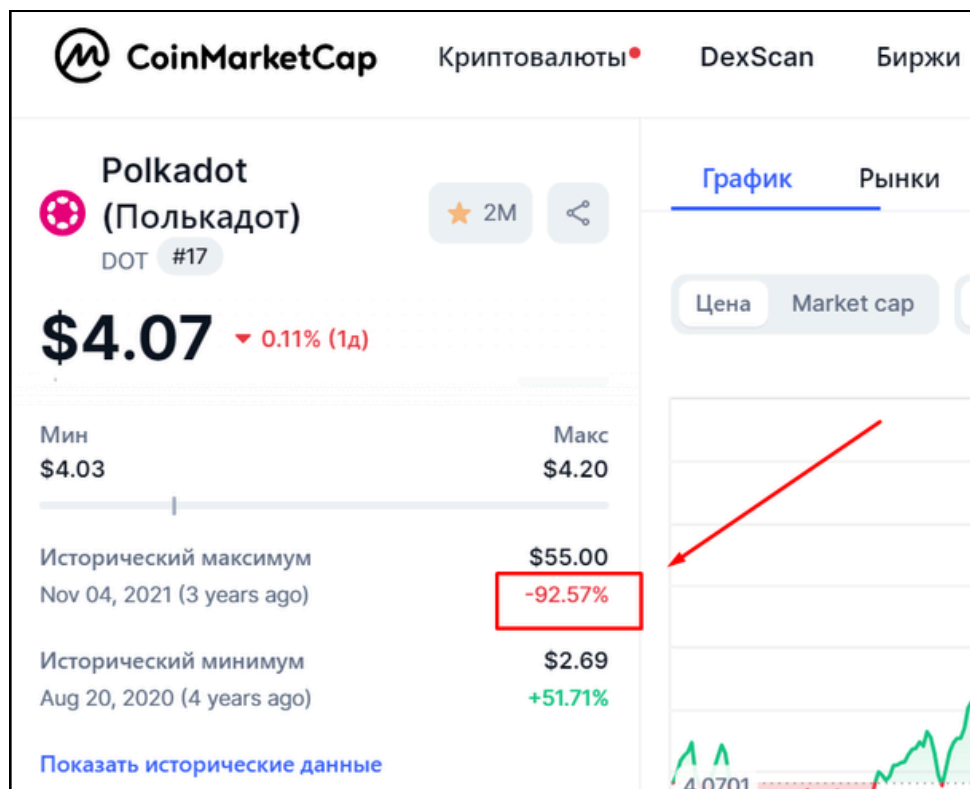 CoinMarketCap Криптовалюты DexScan Биржи
Polkadot
(Полькадот)
DOT #17
2M
$4.07 0.11% (1д)
График Рынки
Цена Market cap
Мин Макс
$4.03 $4.20
Исторический максимум $55.00
Nov 04, 2021 (3 years ago) -92.57%
Исторический минимум $2.69
Aug 20, 2020 (4 years ago) +51.71%
Показать исторические данные
4.0701